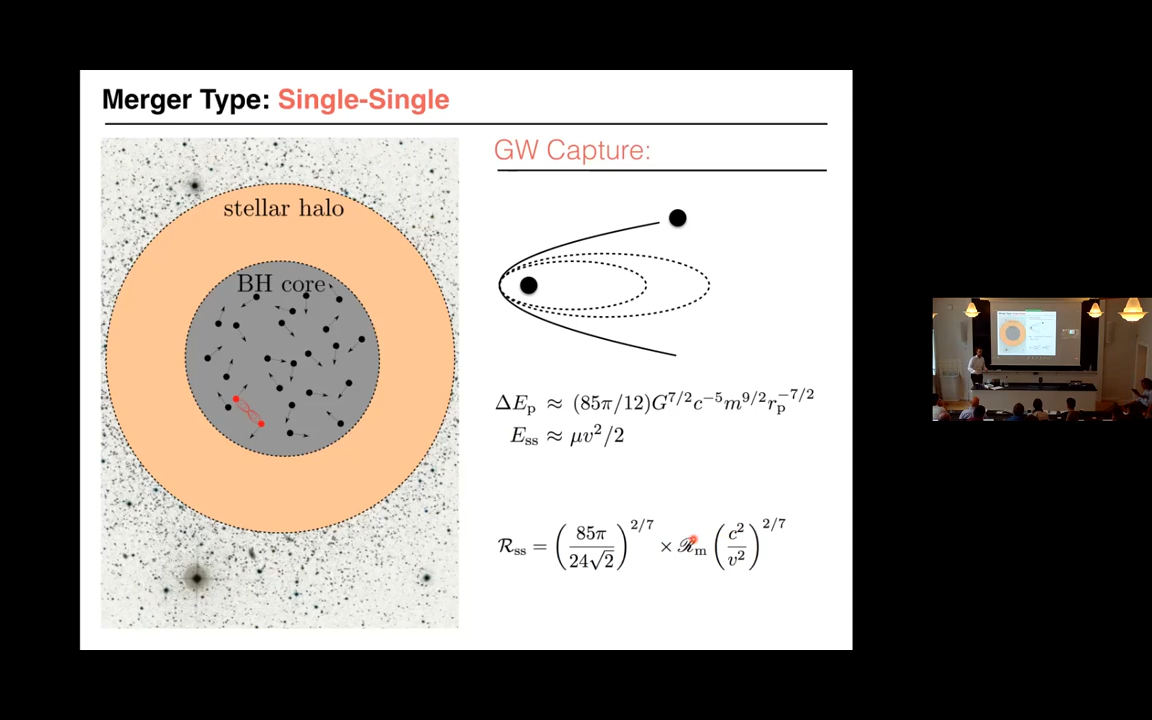 Merger Type: Single-Single
GW Capture:
stellar halo
BH core
ΔE_p ≈ (85π/12)G^{7/2}c^{-5}m^{9/2}r_p^{-7/2}
E_ss ≈ μv²/2
ℛ_ss = (85π / 24√2)^{2/7} × ℛ_m (c²/v²)^{2/7}